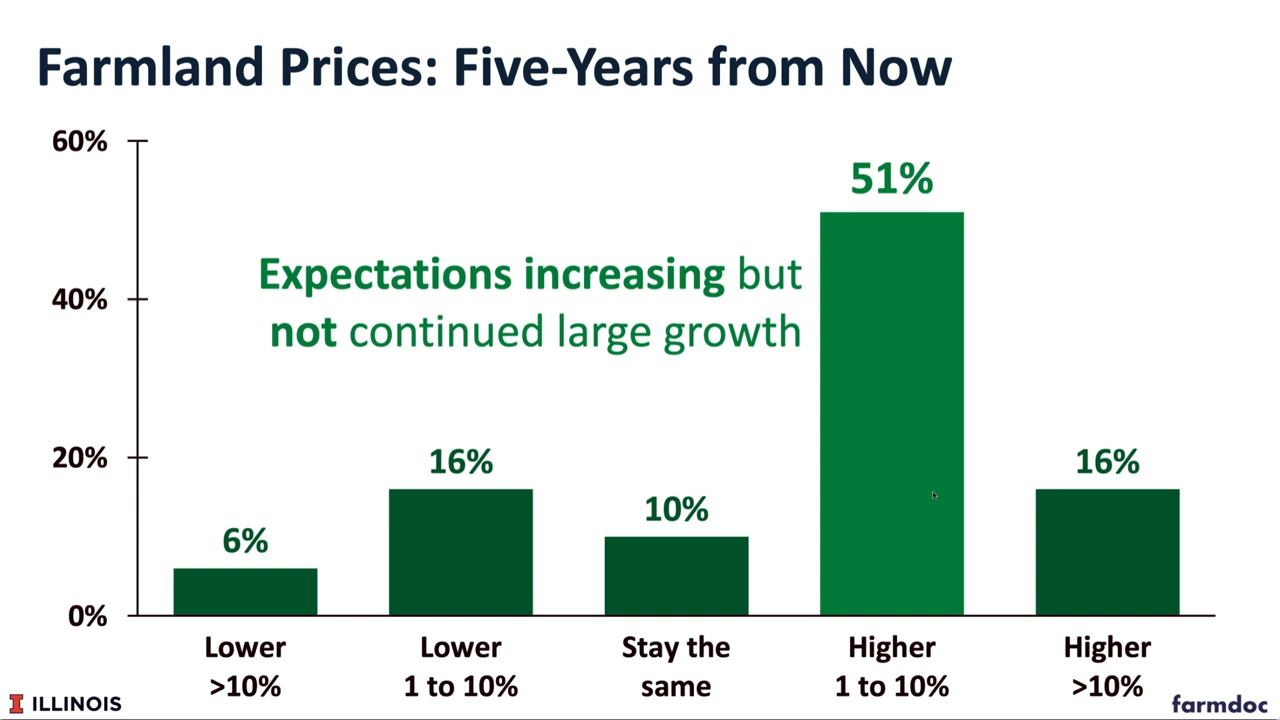 Farmland Prices: Five-Years from Now
60%
40%
20%
0%
Expectations increasing but
not continued large growth
6%
16%
10%
51%
16%
Lower
>10%
Lower
1 to 10%
Stay the
same
Higher
1 to 10%
Higher
>10%
I ILLINOIS
farmdoc